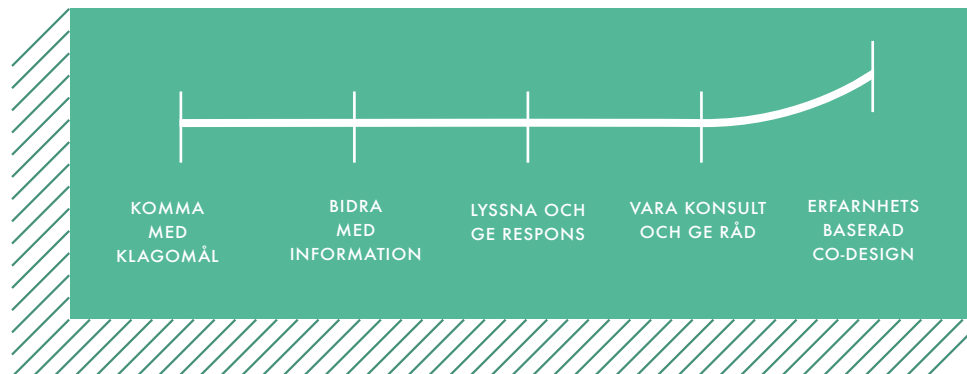 KOMMA
MED
KLAGOMÅL
BIDRA
MED
INFORMATION
LYSSNA OCH
GE RESPONS
VARA KONSULT
OCH GE RÅD
ERFARNHETS
BASERAD
CO-DESIGN